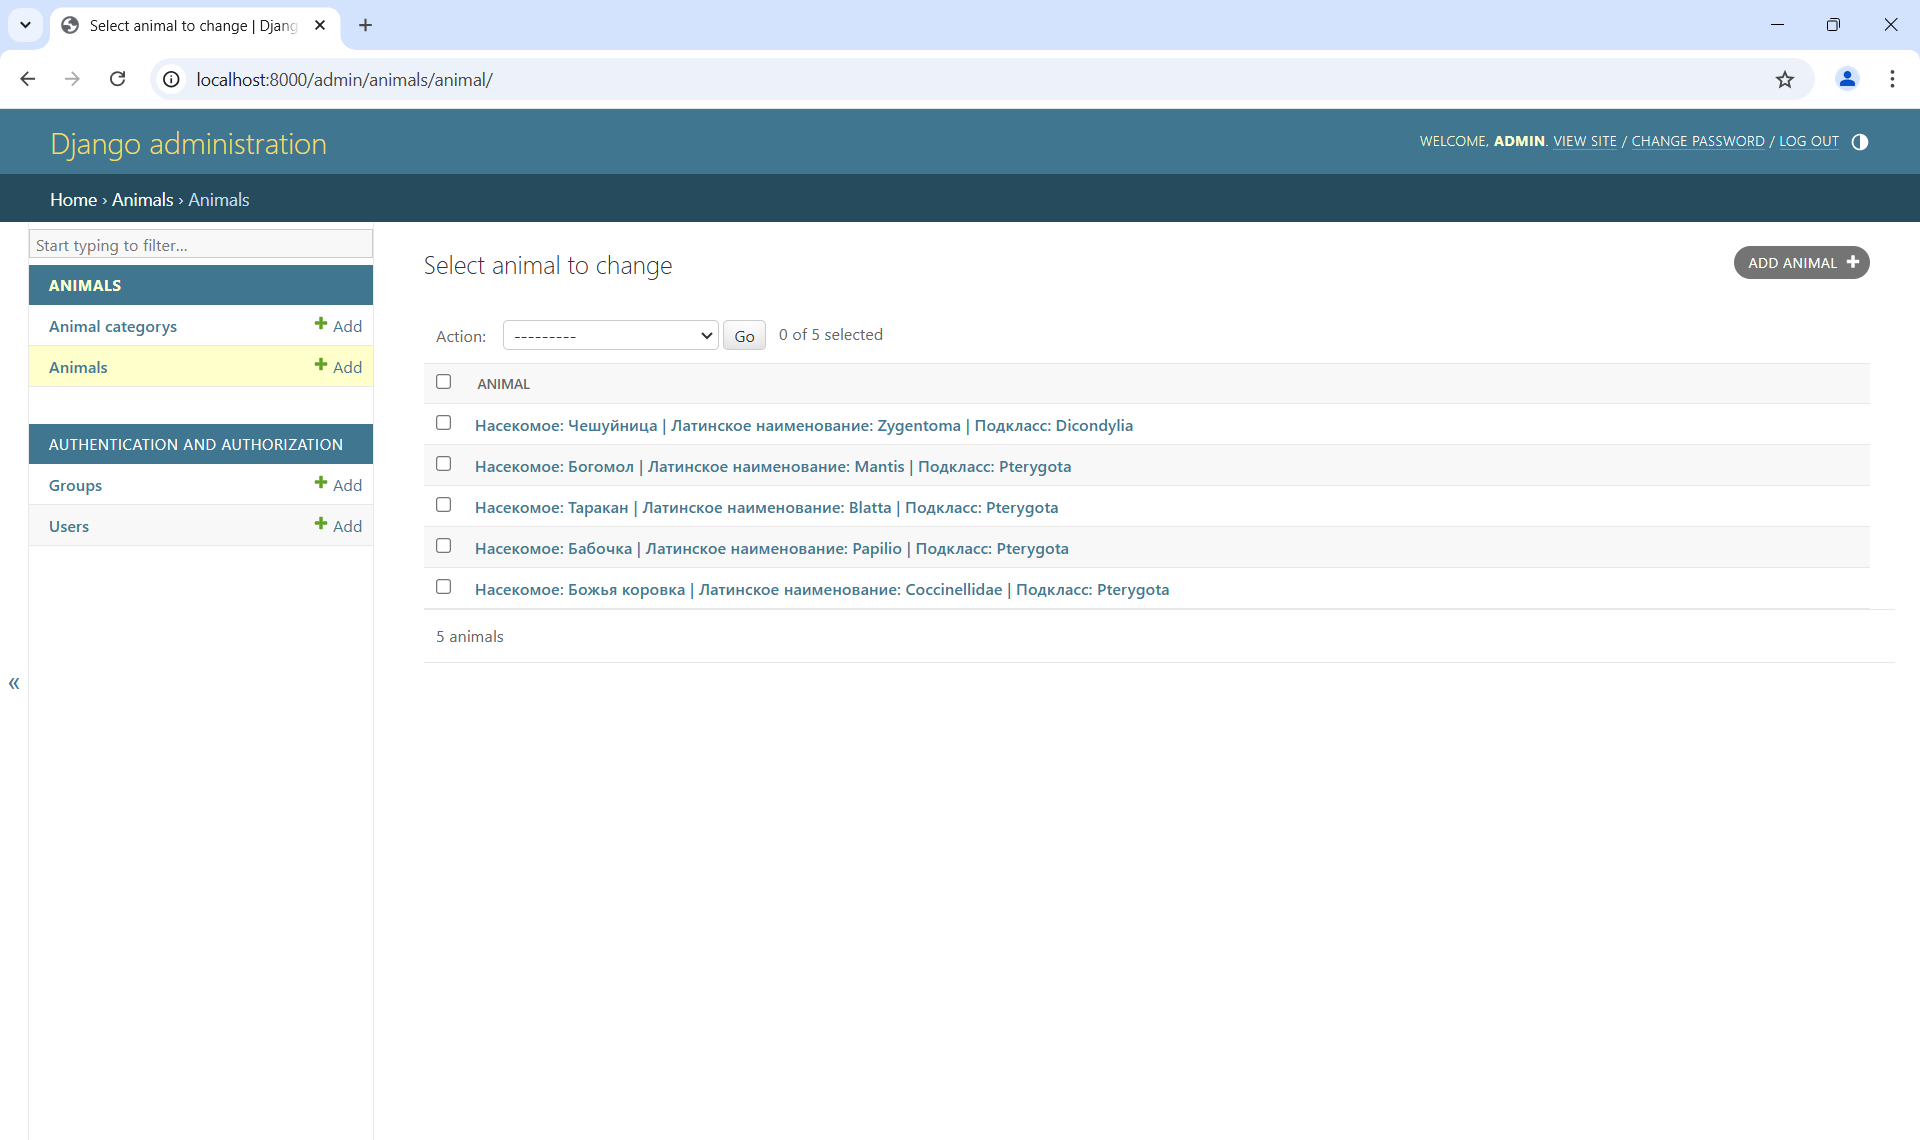 Select animal to change | Djang
localhost:8000/admin/animals/animal/
Django administration
WELCOME, ADMIN. VIEW SITE / CHANGE PASSWORD / LOG OUT
Home › Animals › Animals
Start typing to filter...
ANIMALS
Animal categorys Add
Animals Add
AUTHENTICATION AND AUTHORIZATION
Groups Add
Users Add
«
Select animal to change
ADD ANIMAL +
Action: --------- Go 0 of 5 selected
ANIMAL
Насекомое: Чешуйница | Латинское наименование: Zygentoma | Подкласс: Dicondylia
Насекомое: Богомол | Латинское наименование: Mantis | Подкласс: Pterygota
Насекомое: Таракан | Латинское наименование: Blatta | Подкласс: Pterygota
Насекомое: Бабочка | Латинское наименование: Papilio | Подкласс: Pterygota
Насекомое: Божья коровка | Латинское наименование: Coccinellidae | Подкласс: Pterygota
5 animals